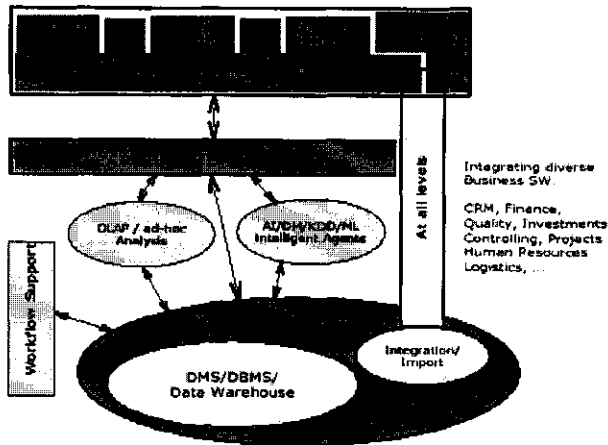 At all levels
Integrating diverse
Business SW.
CRM, Finance,
Quality, Investments
Controlling, Projects
Human Resources
Logistics, ...
OLAP / ad-hoc
Analysis
AI/DM/KDD/ML
Intelligent Agents
Workflow Support
Integration/
Import
DMS/DBMS/
Data Warehouse